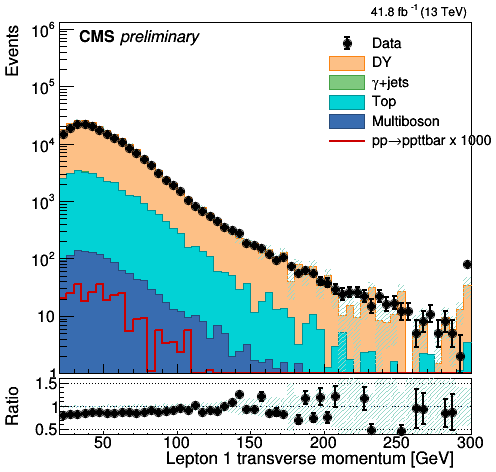 41.8 fb⁻¹ (13 TeV)
CMS preliminary
Events
10⁶
10⁵
10⁴
10³
10²
10
1
Data
DY
γ+jets
Top
Multiboson
pp→ppttbar x 1000
Ratio
1.5
1
0.5
50 100 150 200 250 300
Lepton 1 transverse momentum [GeV]